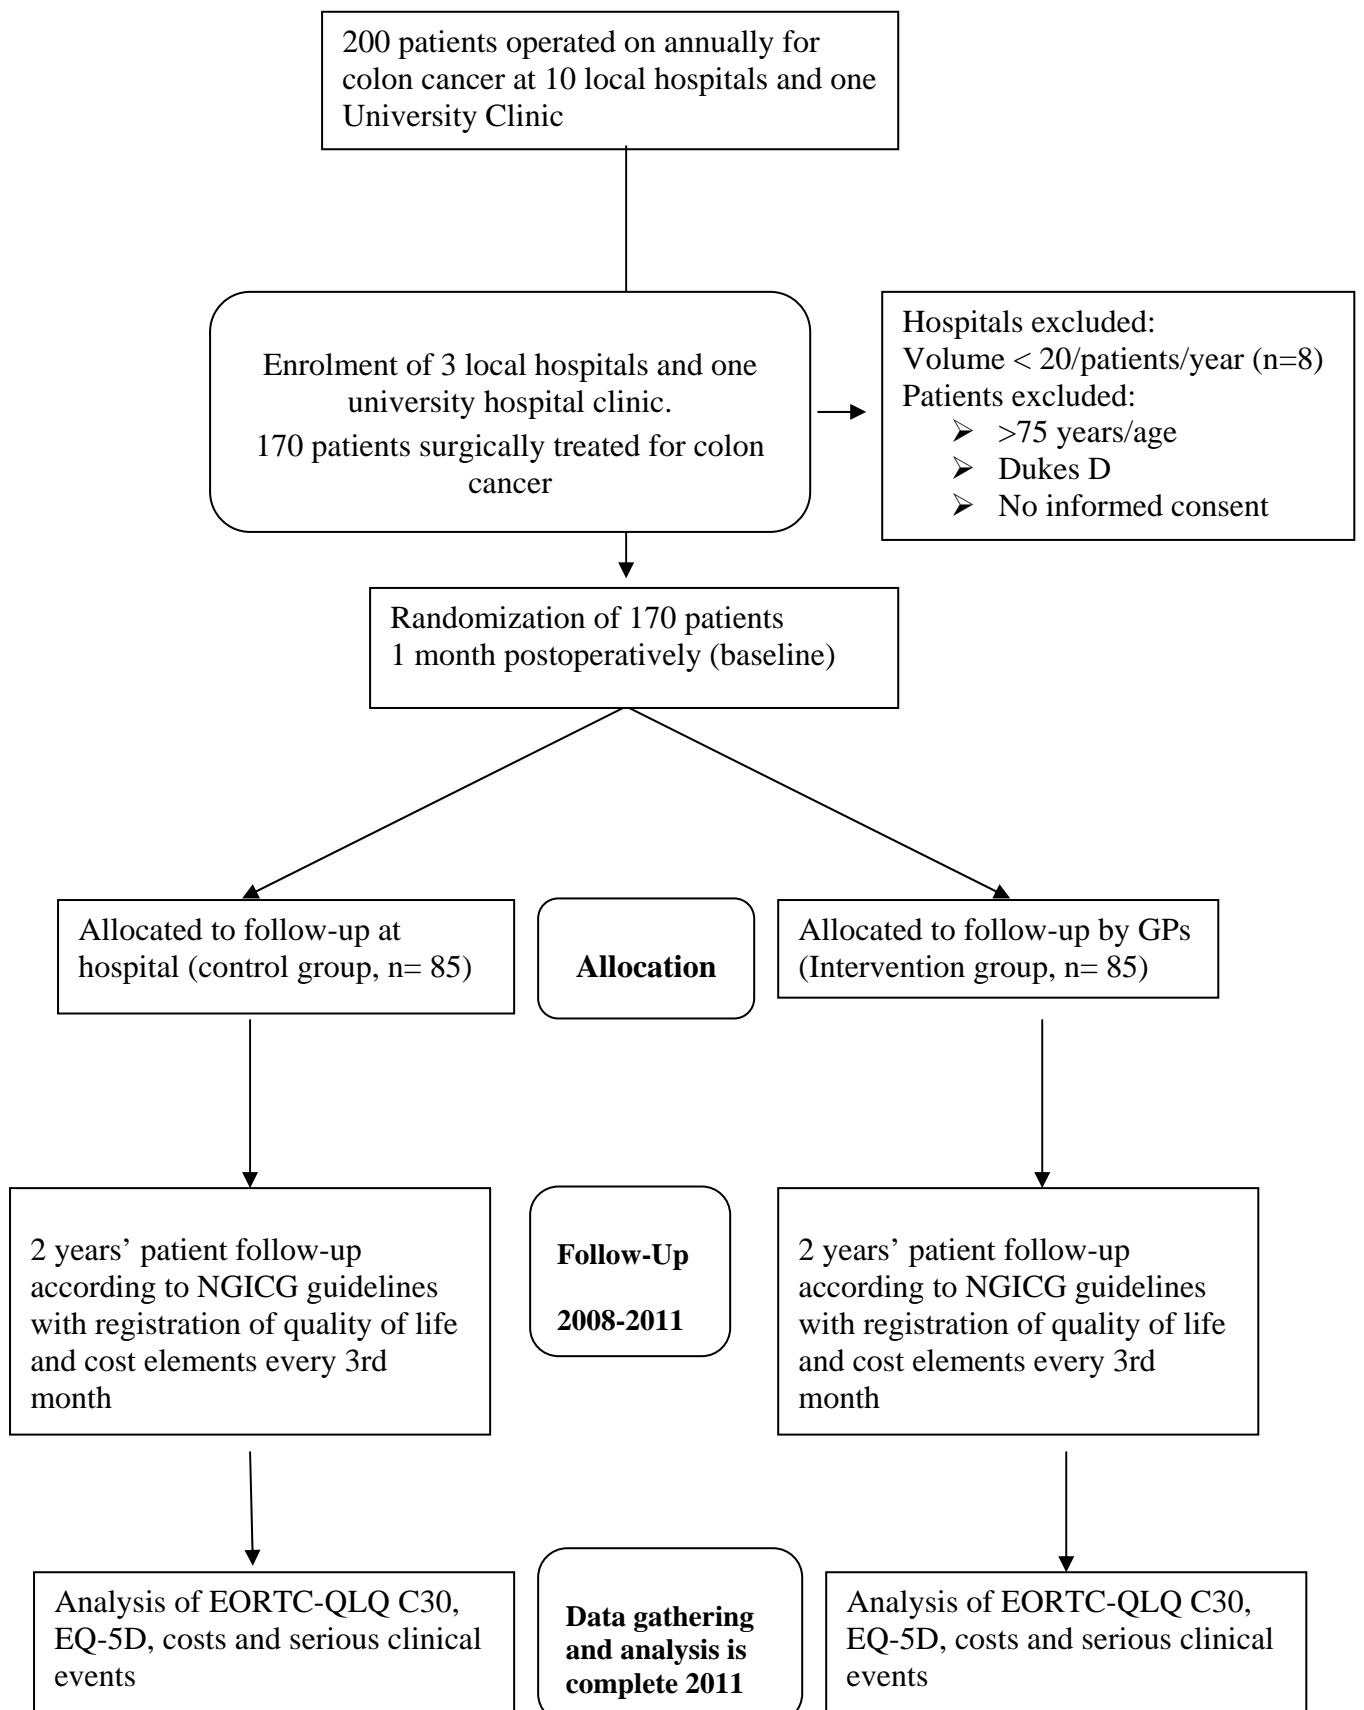 200 patients operated on annually for
colon cancer at 10 local hospitals and one
University Clinic
Enrolment of 3 local hospitals and one
university hospital clinic.
170 patients surgically treated for colon
cancer
Hospitals excluded:
Volume < 20/patients/year (n=8)
Patients excluded:
➢ >75 years/age
➢ Dukes D
➢ No informed consent
Randomization of 170 patients
1 month postoperatively (baseline)
Allocated to follow-up at
hospital (control group, n= 85)
Allocation
Allocated to follow-up by GPs
(Intervention group, n= 85)
2 years’ patient follow-up
according to NGICG guidelines
with registration of quality of life
and cost elements every 3rd
month
Follow-Up
2008-2011
2 years’ patient follow-up
according to NGICG guidelines
with registration of quality of life
and cost elements every 3rd
month
Analysis of EORTC-QLQ C30,
EQ-5D, costs and serious clinical
events
Data gathering
and analysis is
complete 2011
Analysis of EORTC-QLQ C30,
EQ-5D, costs and serious clinical
events